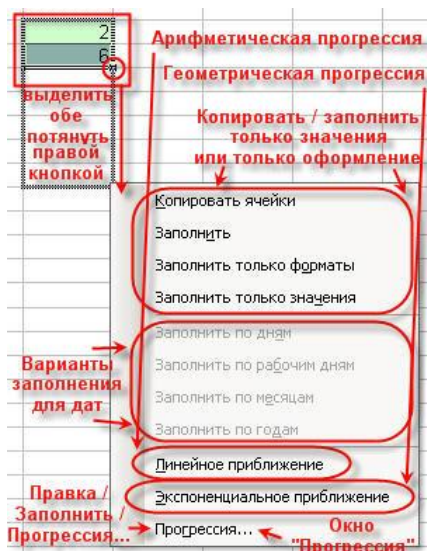 2
6
Арифметическая прогрессия
Геометрическая прогрессия
выделить
обе
потянуть
правой
кнопкой
Копировать / заполнить
только значения
или только оформление
Копировать ячейки
Заполнить
Заполнить только форматы
Заполнить только значения
Варианты
заполнения
для дат
Заполнить по дням
Заполнить по рабочим дням
Заполнить по месяцам
Заполнить по годам
Линейное приближение
Экспоненциальное приближение
Прогрессия...
Правка /
Заполнить /
Прогрессия...
Окно
"Прогрессия"